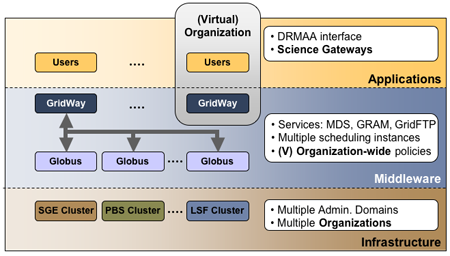 (Virtual)
Organization
• DRMAA interface
• Science Gateways
Users
....
Users
Applications
GridWay
....
GridWay
• Services: MDS, GRAM, GridFTP
• Multiple scheduling instances
• (V) Organization-wide policies
Globus
Globus
....
Globus
Middleware
SGE Cluster
PBS Cluster
....
LSF Cluster
• Multiple Admin. Domains
• Multiple Organizations
Infrastructure